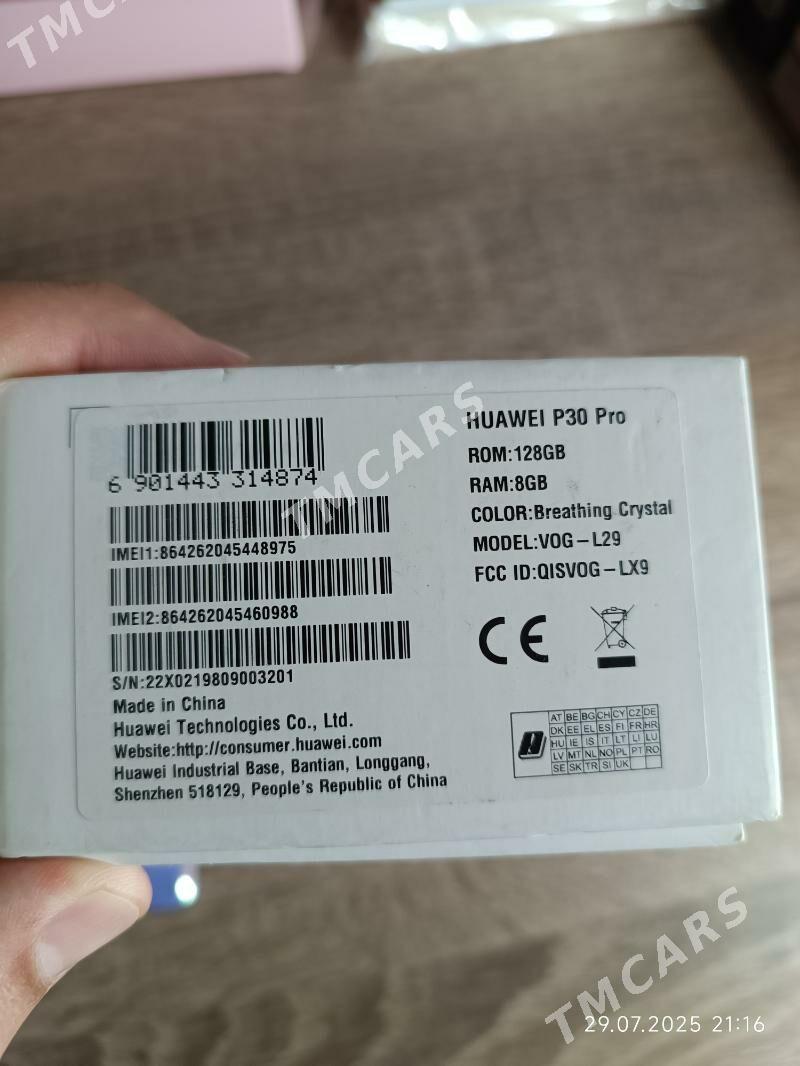 TMCARS
6 901443 314874
IMEI1:864262045448975
IMEI2:864262045460988
S/N:22X0219809003201
Made in China
Huawei Technologies Co., Ltd.
Website:http://consumer.huawei.com
Huawei Industrial Base, Bantian, Longgang,
Shenzhen 518129, People's Republic of China
HUAWEI P30 Pro
ROM:128GB
RAM:8GB
COLOR:Breathing Crystal
MODEL:VOG-L29
FCC ID:QISVOG-LX9
CE
AT BE BG CH CY CZ DE
DK EE EL ES FI FR HR
HU IE IS IT LT LI LU
LV MT NL NO PL PT RO
SE SK TR SI UK
TMCARS
TMCARS
29.07.2025 21:16